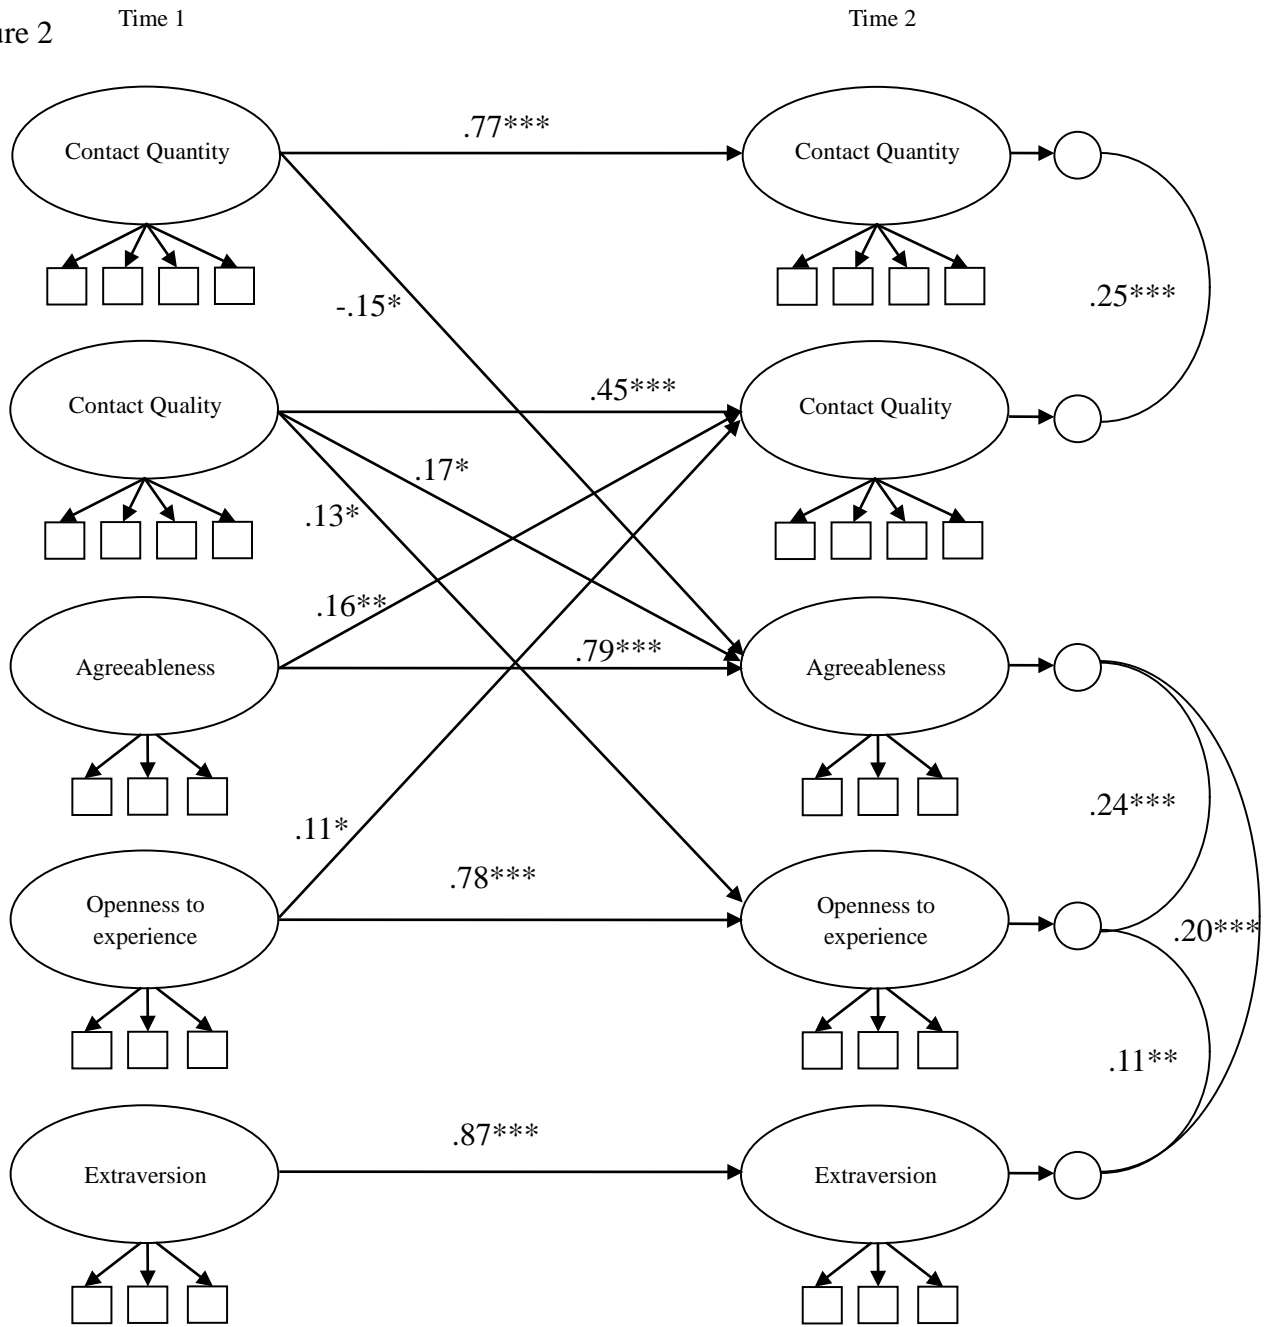 Time 1
Time 2
ure 2
Contact Quantity
.77***
Contact Quantity
-.15*
.25***
Contact Quality
.45***
Contact Quality
.17*
.13*
.16**
Agreeableness
.79***
Agreeableness
.24***
.11*
.78***
Openness to
experience
Openness to
experience
.20***
.11**
.87***
Extraversion
Extraversion